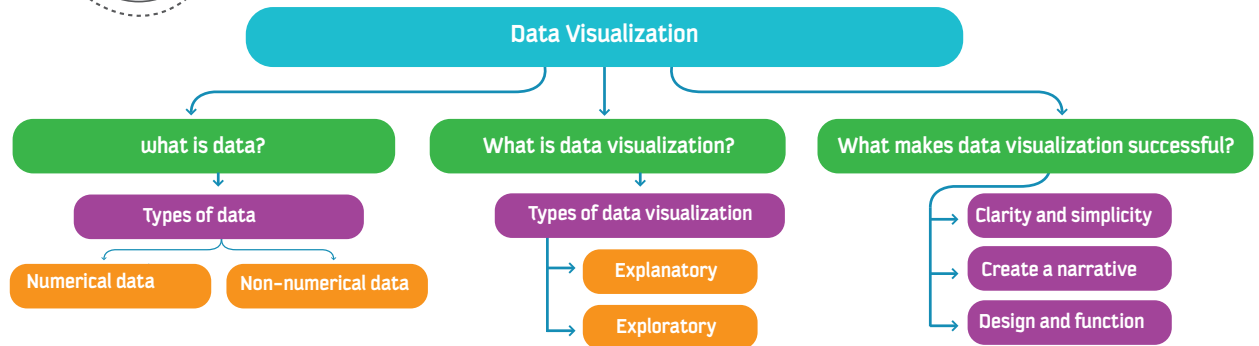 Data Visualization
what is data?
What is data visualization?
What makes data visualization successful?
Types of data
Types of data visualization
Clarity and simplicity
Numerical data
Non-numerical data
Explanatory
Create a narrative
Exploratory
Design and function